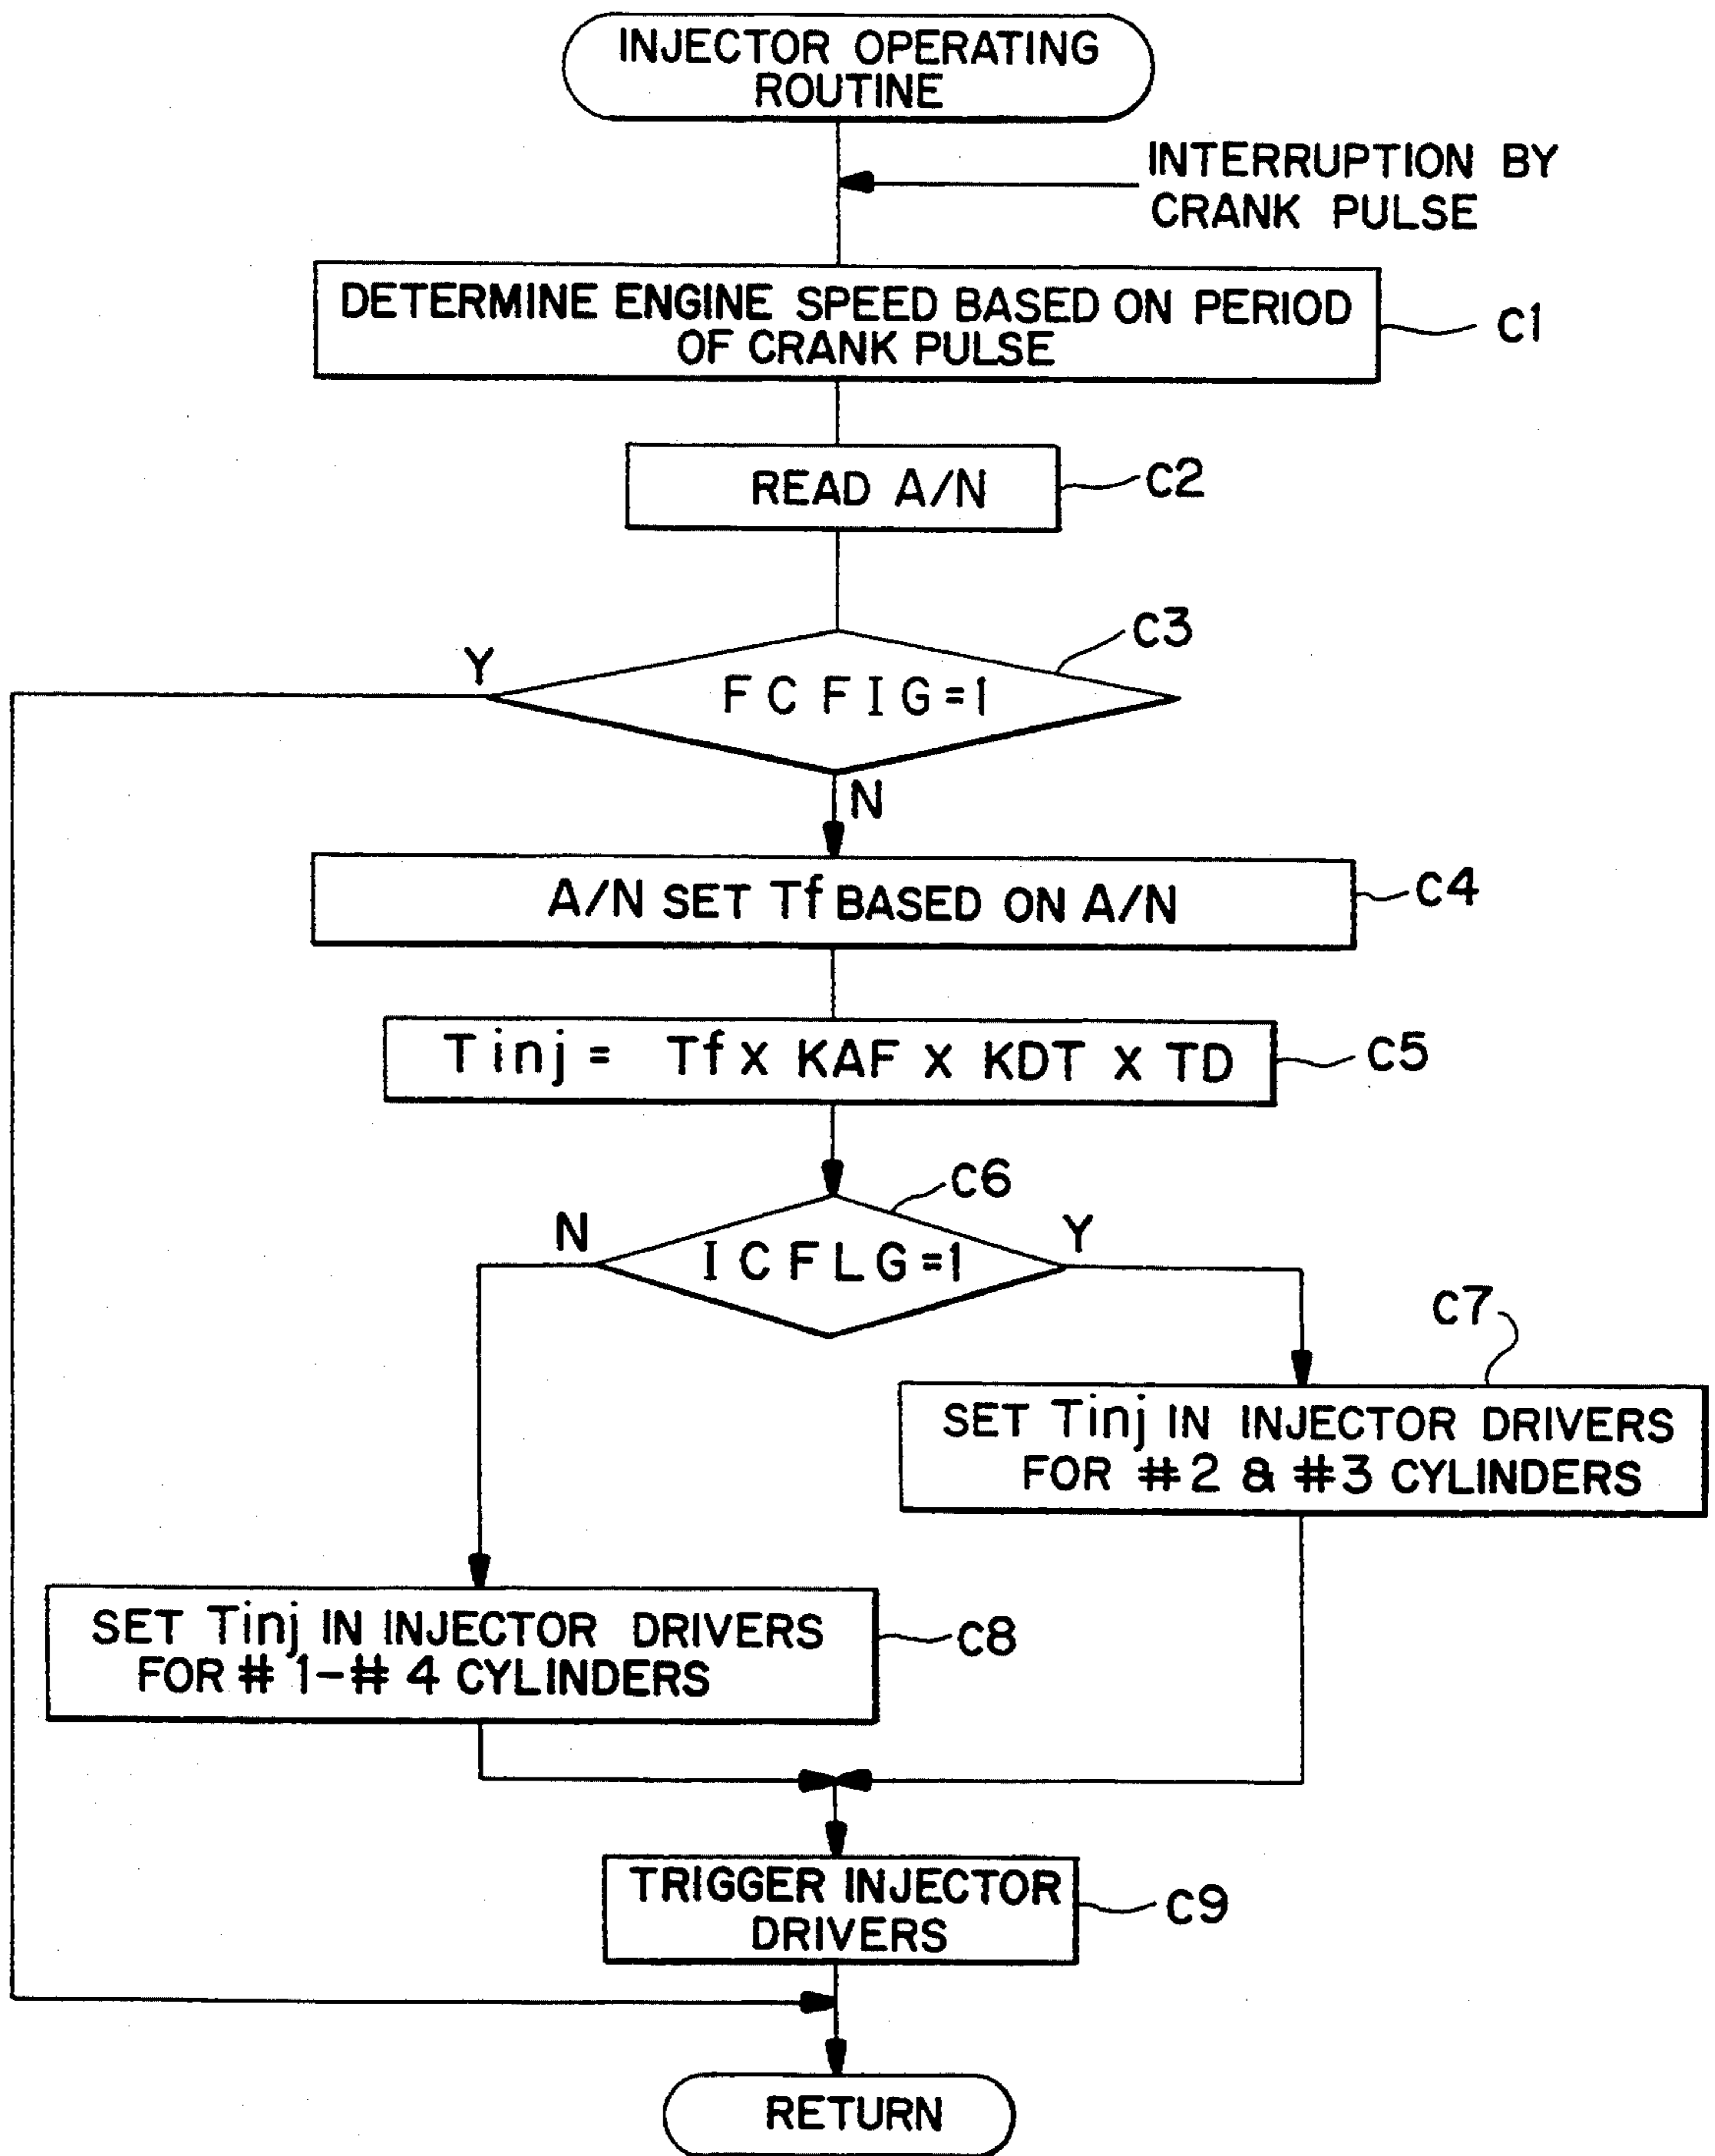 INJECTOR OPERATING
ROUTINE
INTERRUPTION BY
CRANK PULSE
DETERMINE ENGINE SPEED BASED ON PERIOD
OF CRANK PULSE
C1
READ A/N
C2
C3
Y
FCFIG=1
N
A/N SET Tf BASED ON A/N
C4
Tinj = Tf x KAF x KDT x TD
C5
C6
N
ICFLG=1
Y
C7
SET Tinj IN INJECTOR DRIVERS
FOR #2 & #3 CYLINDERS
SET Tinj IN INJECTOR DRIVERS
FOR #1-#4 CYLINDERS
C8
TRIGGER INJECTOR
DRIVERS
C9
RETURN